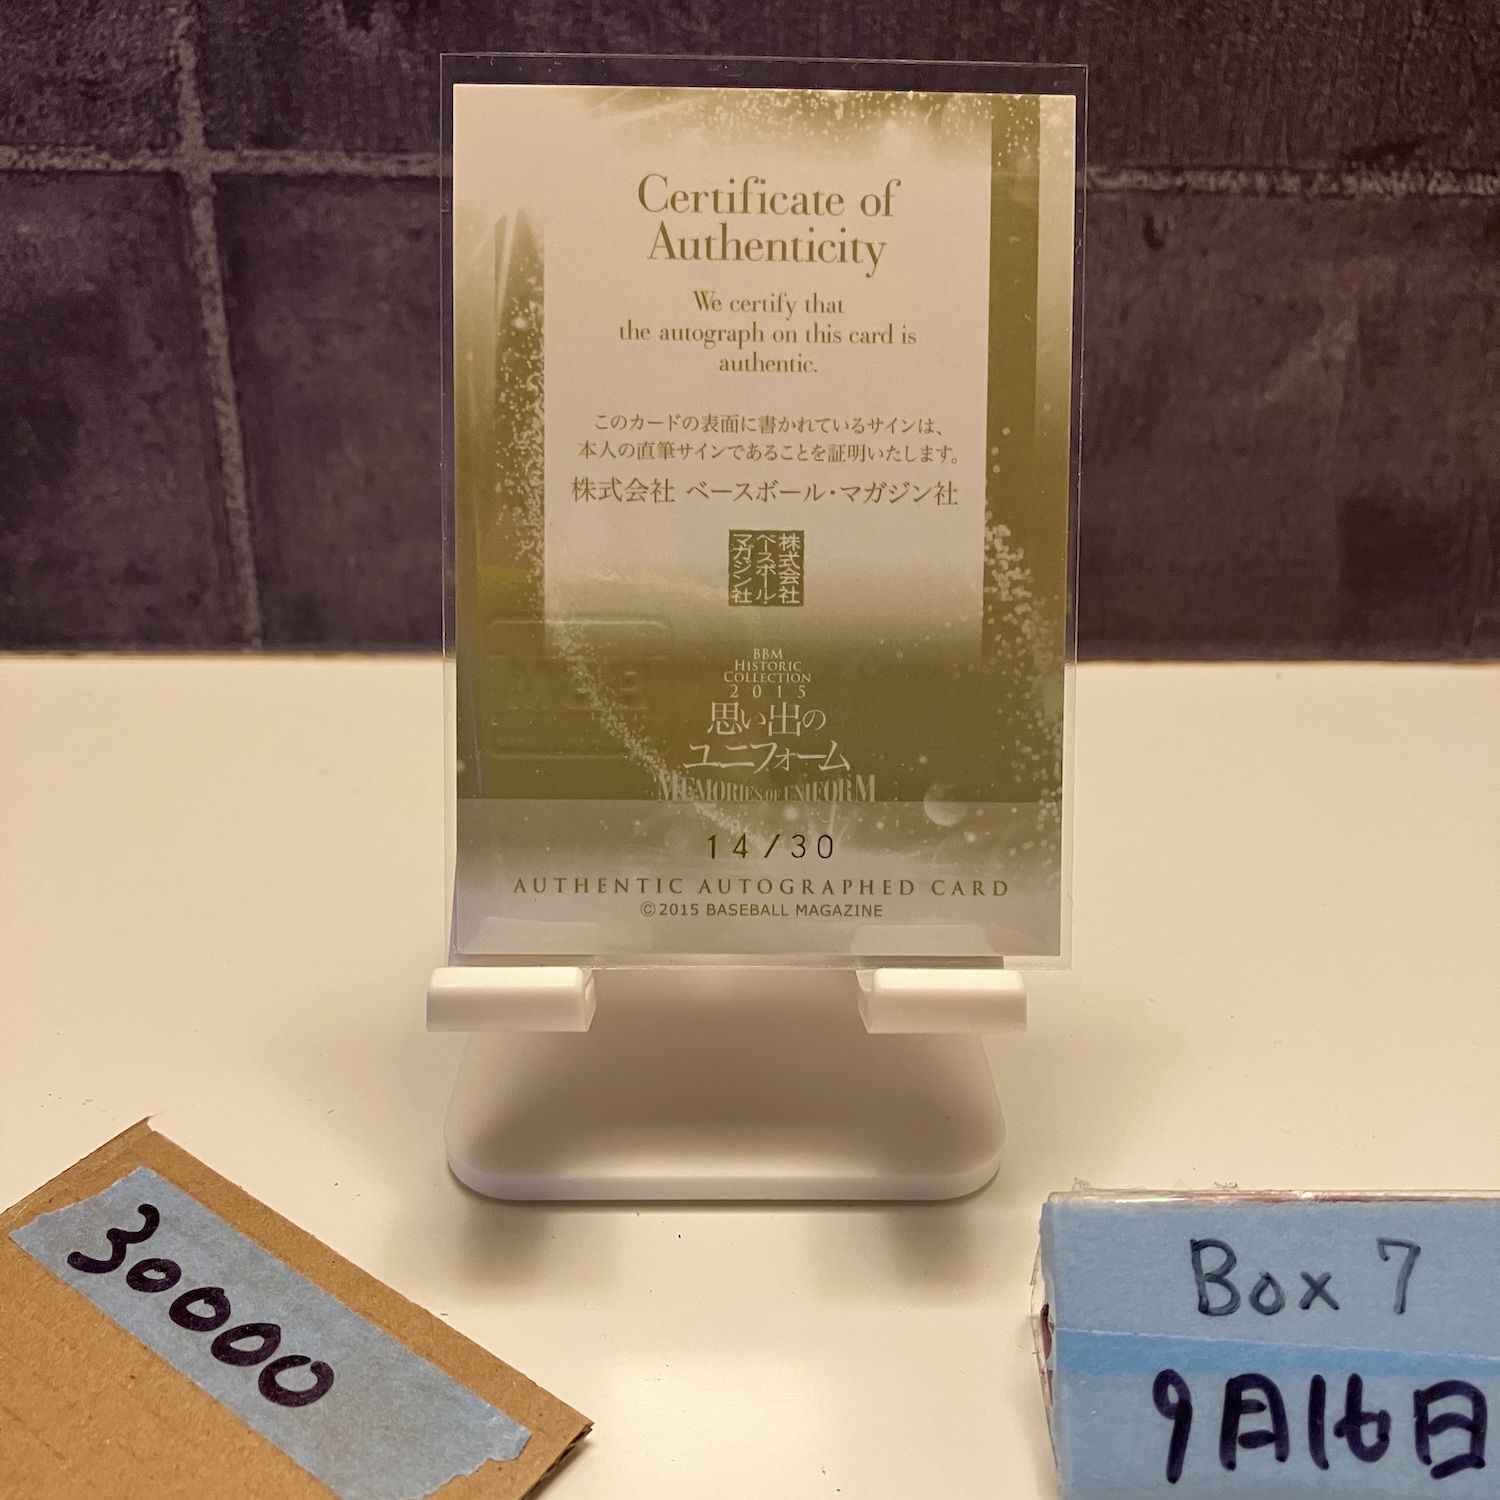 Certificate of
Authenticity
We certify that
the autograph on this card is
authentic.
このカードの表面に書かれているサインは、
本人の直筆サインであることを証明いたします。
株式会社 ベースボール・マガジン社
株式会社
ベースボール・
マガジン社
BBM
HISTORIC
COLLECTION
2015
思い出の
ユニフォーム
MEMORIES OF UNIFORM
14/30
AUTHENTIC AUTOGRAPHED CARD
©2015 BASEBALL MAGAZINE
30000
Box 7
9月16日